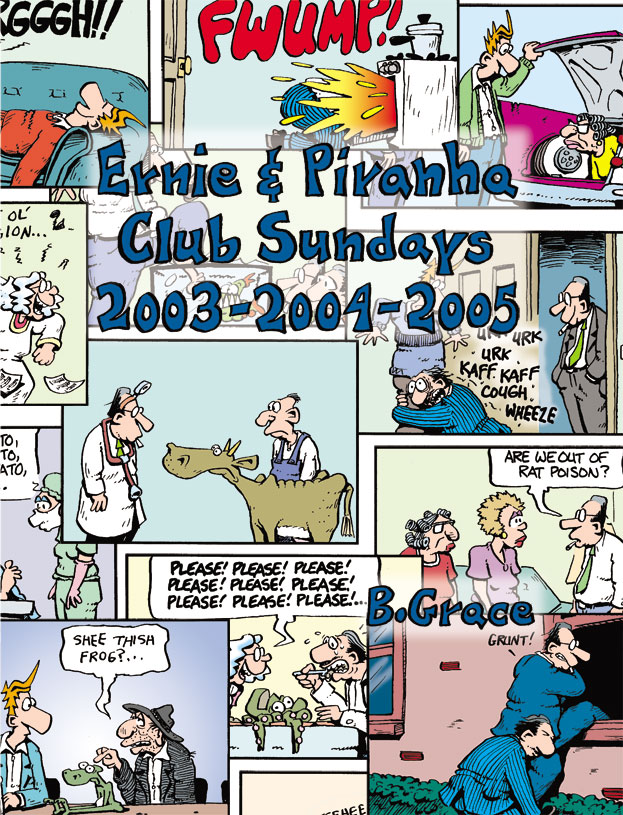 RGGGH!!
FWUMP!!
Ernie & Piranha
Club Sundays
2003-2004-2005
OL'
GION...
URK URK
URK
KAFF KAFF
COUGH
WHEEZE
ARE WE OUT OF
RAT POISON?
TO,
TO,
ATO,
PLEASE! PLEASE! PLEASE!
PLEASE! PLEASE! PLEASE!
PLEASE! PLEASE! PLEASE!...
B.Grace
GRUNT!
SHEE THISH
FROG?...